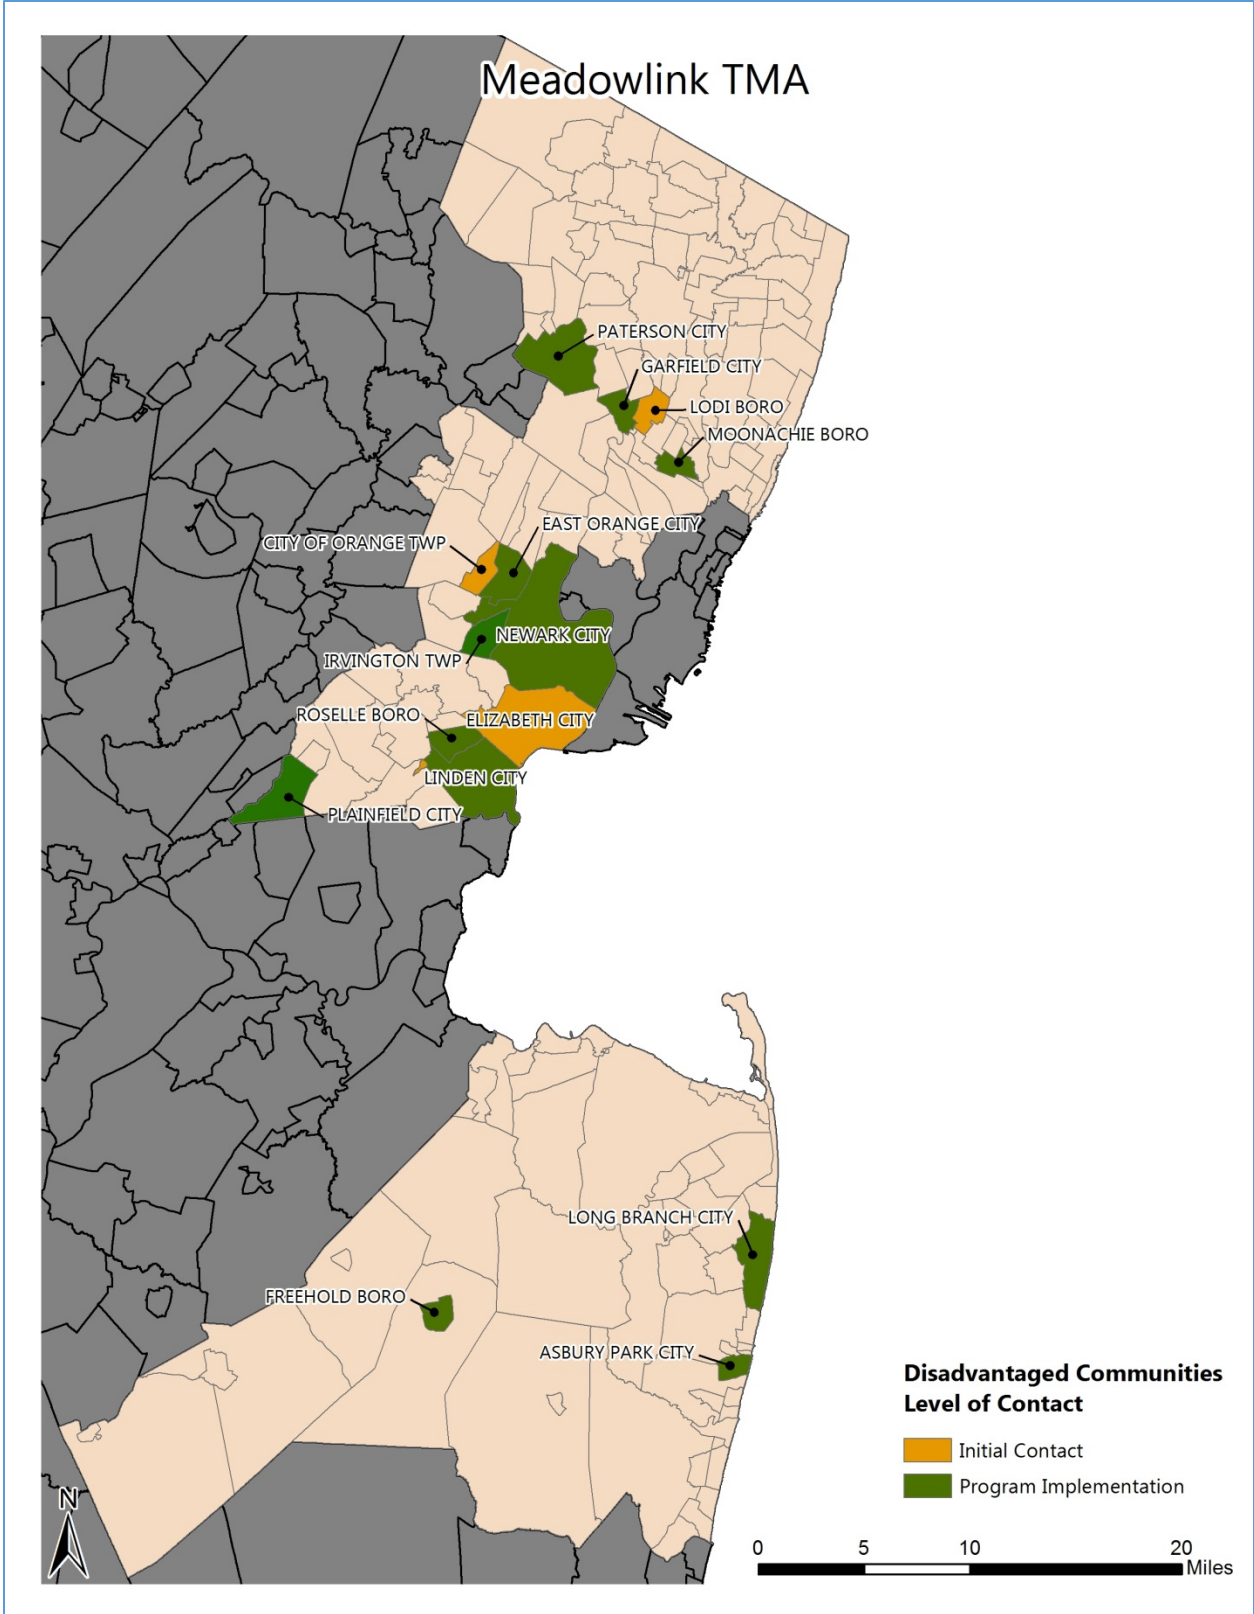 Meadowlink TMA
PATERSON CITY
GARFIELD CITY
LODI BORO
MOONACHIE BORO
EAST ORANGE CITY
CITY OF ORANGE TWP
NEWARK CITY
IRVINGTON TWP
ROSELLE BORO
ELIZABETH CITY
LINDEN CITY
PLAINFIELD CITY
LONG BRANCH CITY
FREEHOLD BORO
ASBURY PARK CITY
Disadvantaged Communities
Level of Contact
Initial Contact
Program Implementation
N
0 5 10 20
Miles